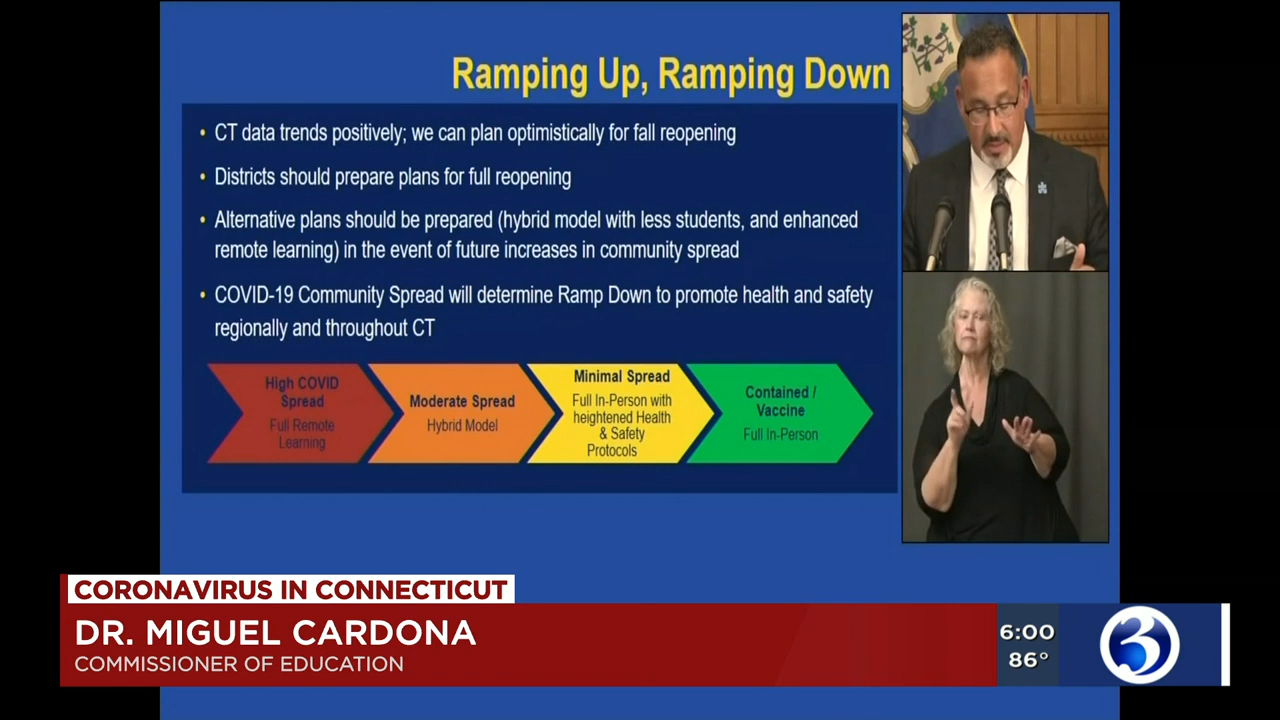 Ramping Up, Ramping Down
• CT data trends positively; we can plan optimistically for fall reopening
• Districts should prepare plans for full reopening
• Alternative plans should be prepared (hybrid model with less students, and enhanced
remote learning) in the event of future increases in community spread
• COVID-19 Community Spread will determine Ramp Down to promote health and safety
regionally and throughout CT
High COVID
Spread
Full Remote
Learning
Moderate Spread
Hybrid Model
Minimal Spread
Full In-Person with
heightened Health
& Safety
Protocols
Contained /
Vaccine
Full In-Person
CORONAVIRUS IN CONNECTICUT
DR. MIGUEL CARDONA
COMMISSIONER OF EDUCATION
6:00
86°
3